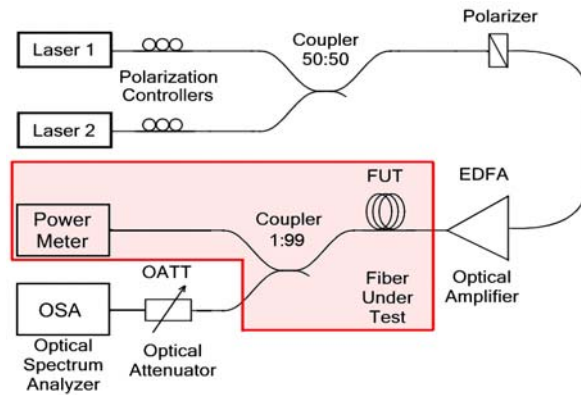 Laser 1
Polarization
Controllers
Laser 2
Coupler
50:50
Polarizer
Power
Meter
Coupler
1:99
FUT
Fiber
Under
Test
EDFA
Optical
Amplifier
OSA
Optical
Spectrum
Analyzer
OATT
Optical
Attenuator